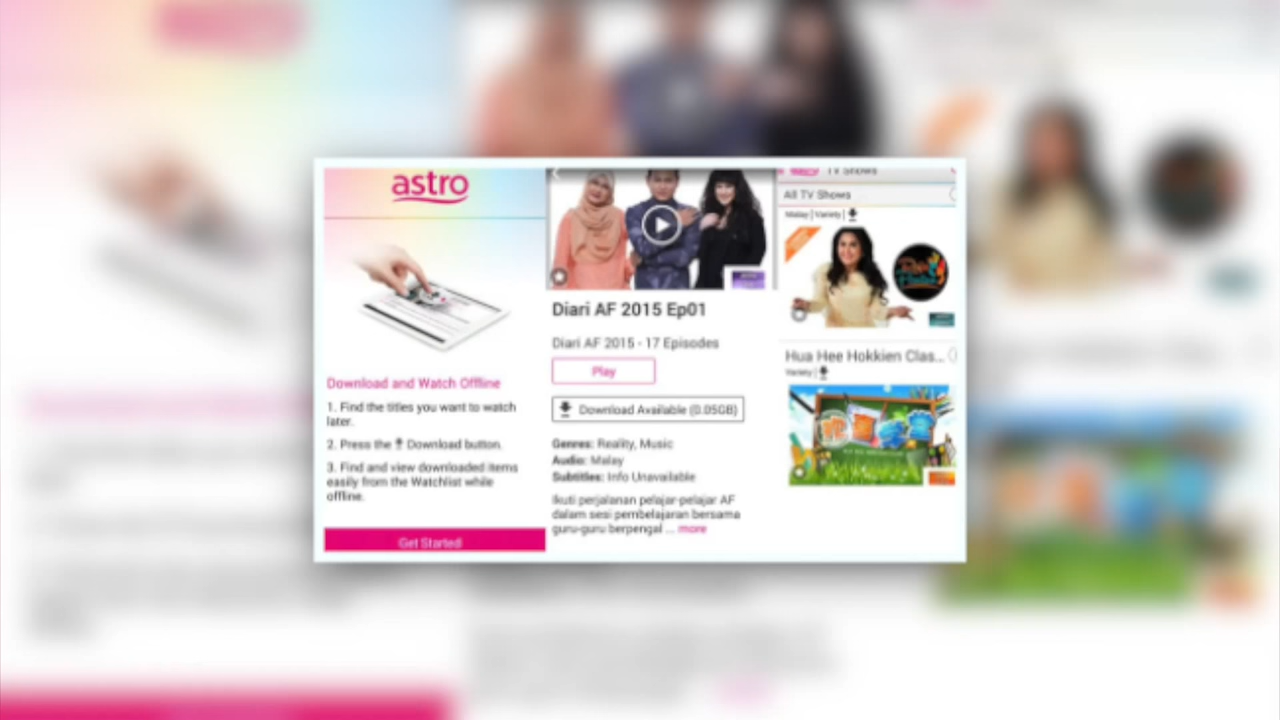 astro
Download and Watch Offline
1. Find the titles you want to watch
later.
2. Press the Download button.
3. Find and view downloaded items
easily from the Watchlist while
offline.
Get Started
Diari AF 2015 Ep01
Diari AF 2015 - 17 Episodes
Play
Download Available (0.05GB)
Genres: Reality, Music
Audio: Malay
Subtitles: Info Unavailable
Ikuti perjalanan pelajar-pelajar AF
dalam sesi pembelajaran bersama
guru-guru berpengal ... more
TV Shows
All TV Shows
Malay | Variety |
Hua Hee Hokkien Clas...
Variety |